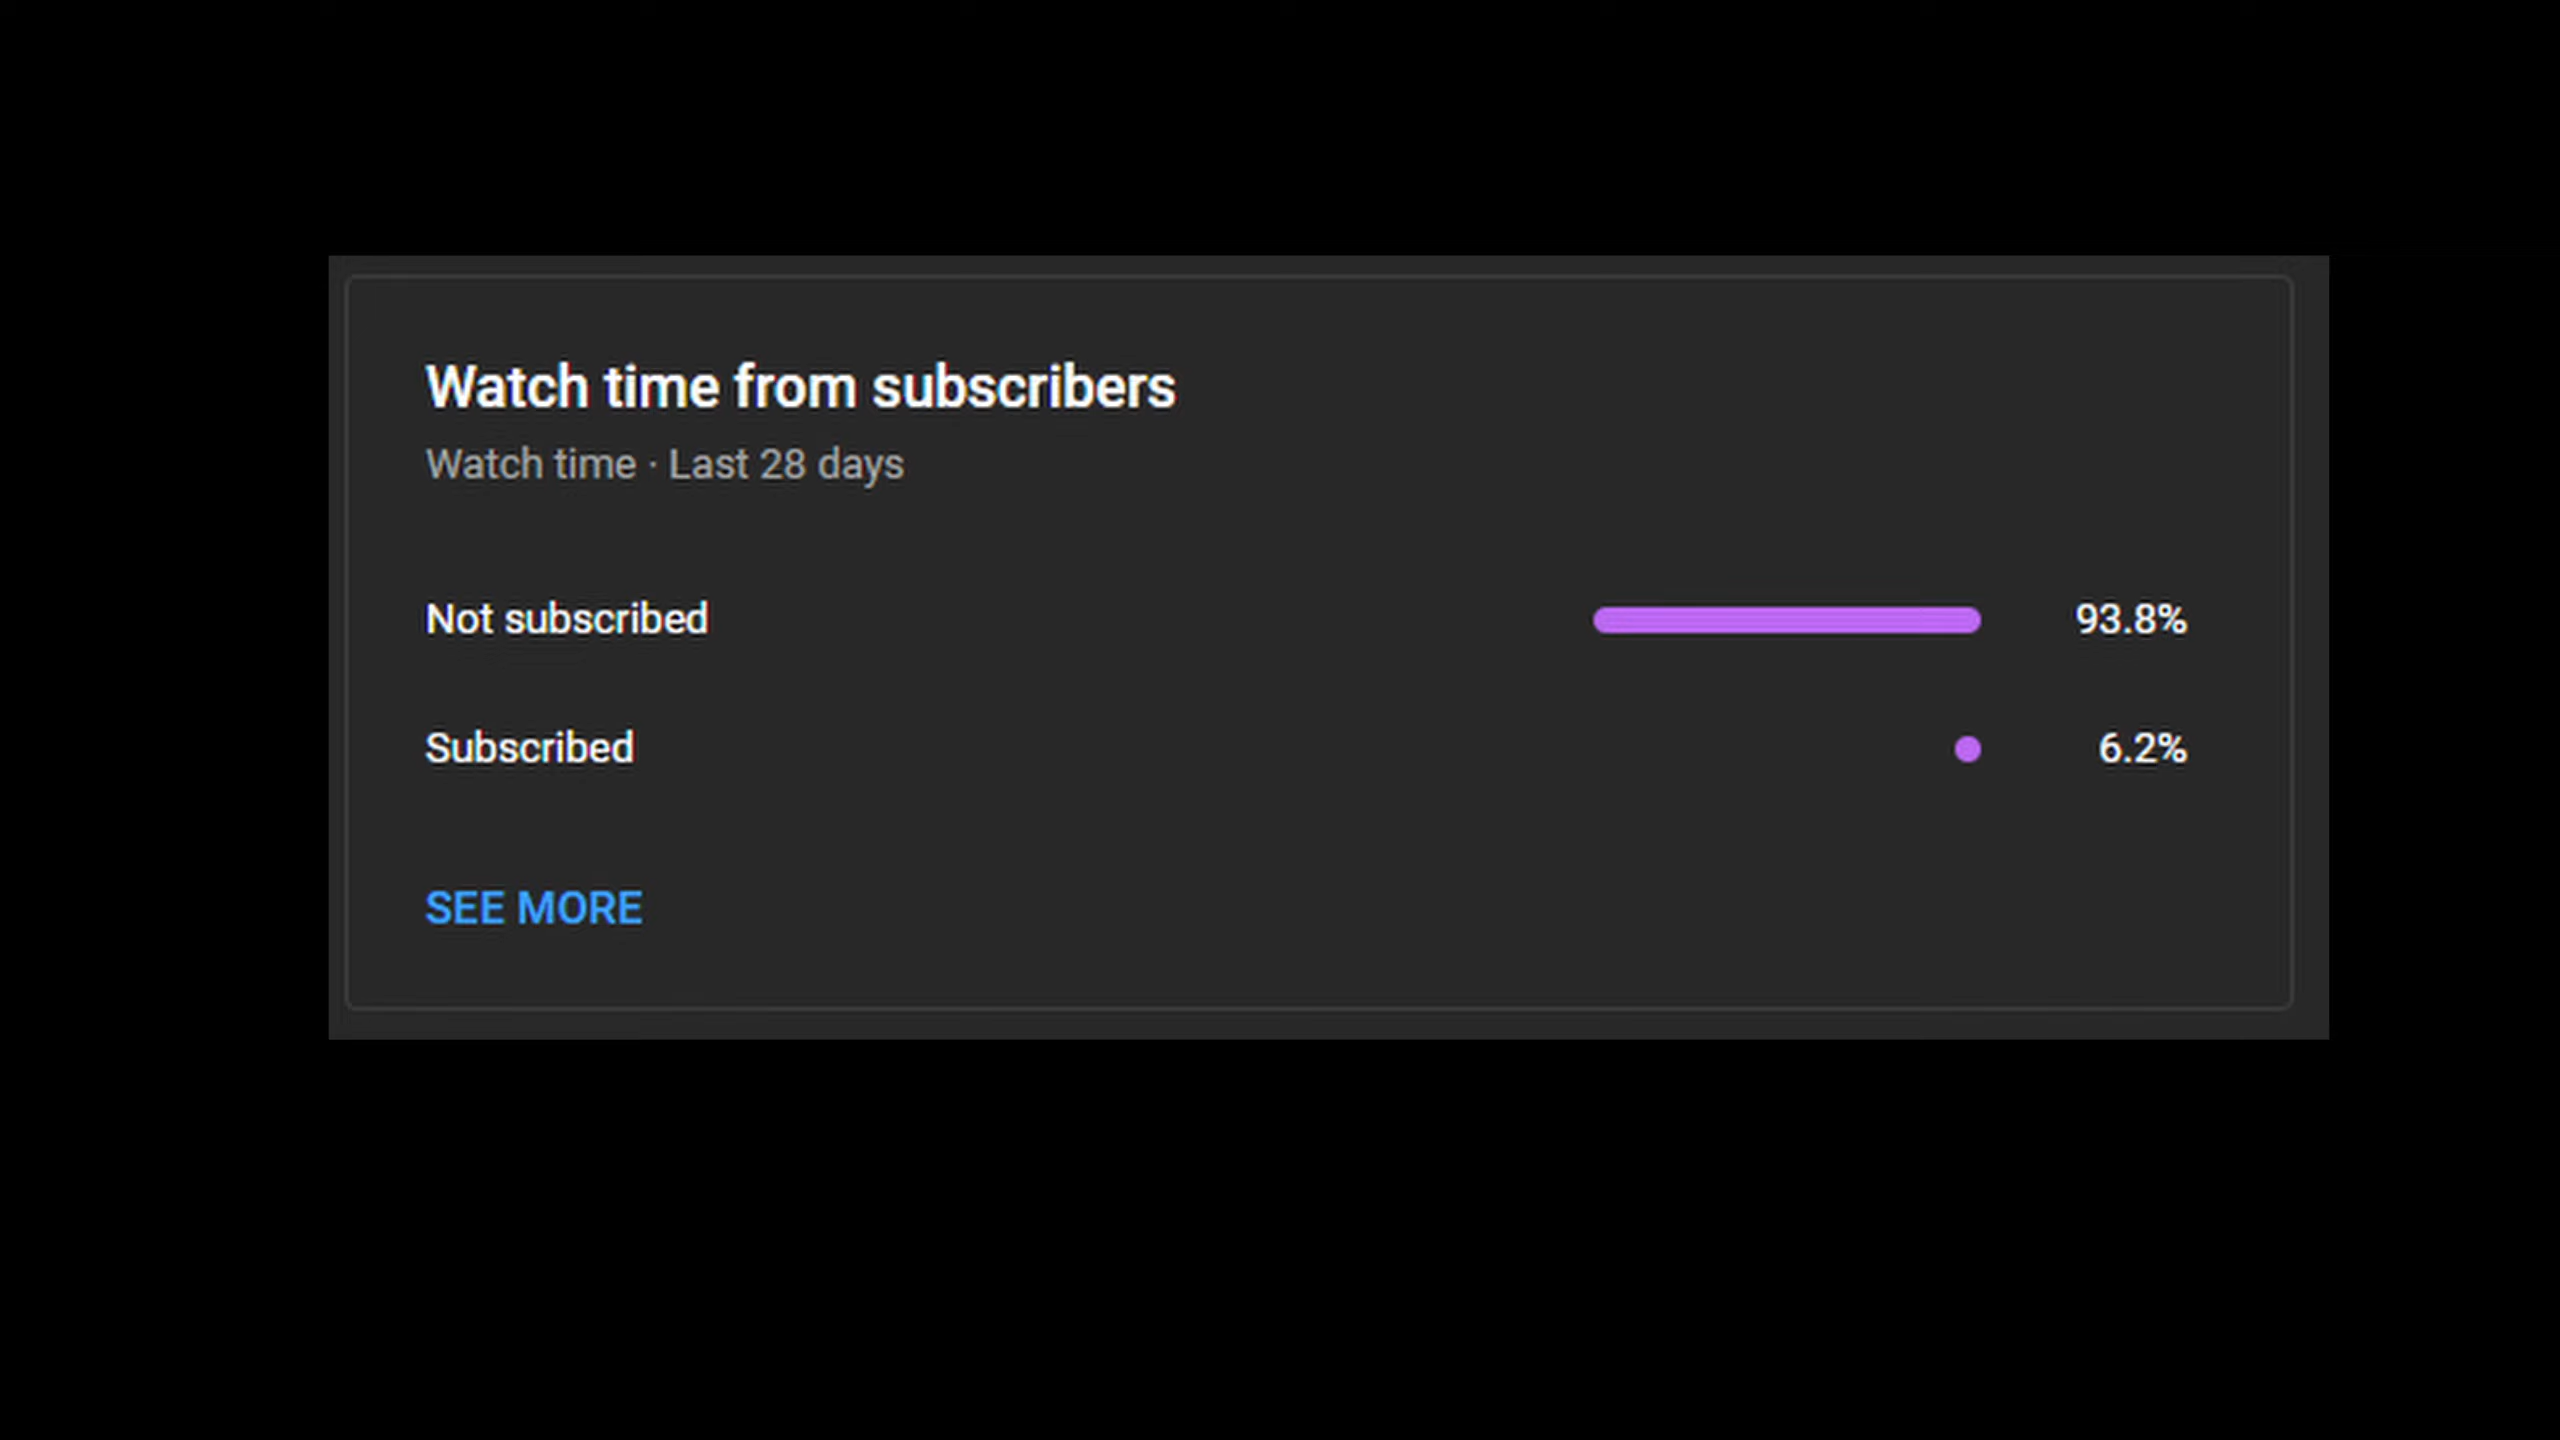 Watch time from subscribers
Watch time · Last 28 days
Not subscribed 93.8%
Subscribed 6.2%
SEE MORE